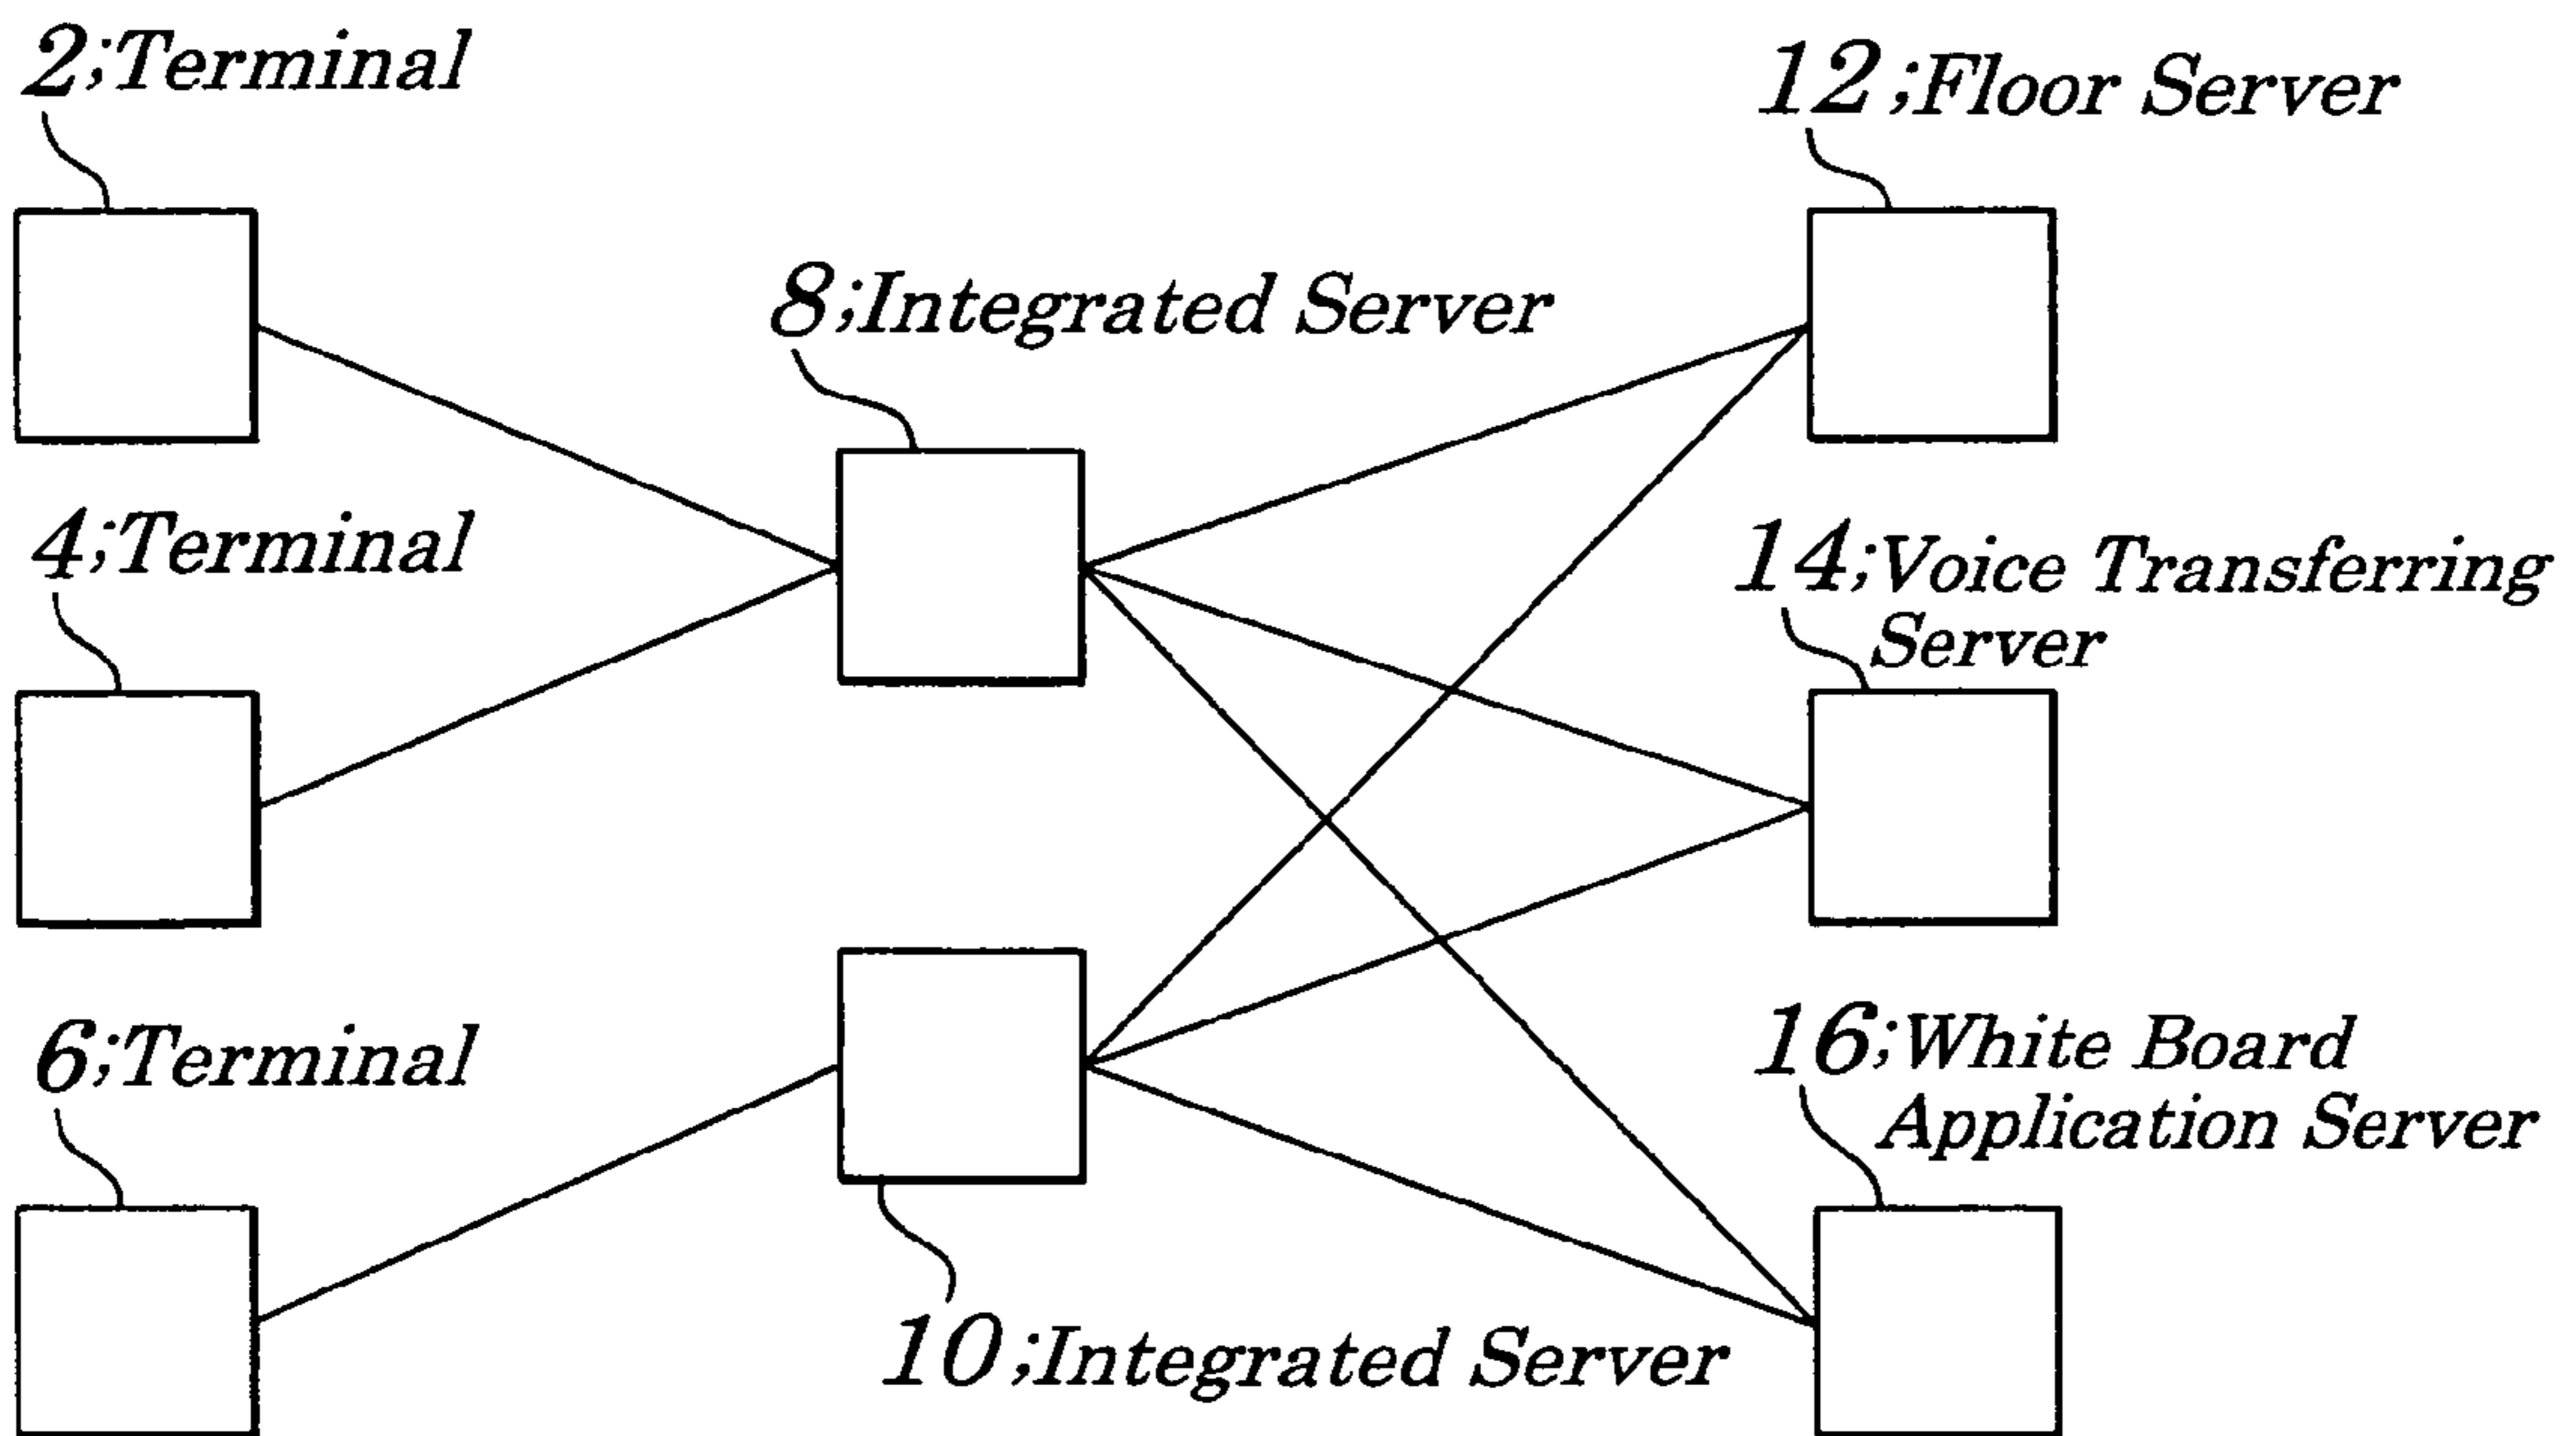 2;Terminal
12;Floor Server
8;Integrated Server
4;Terminal
14;Voice Transferring
Server
6;Terminal
16;White Board
Application Server
10;Integrated Server